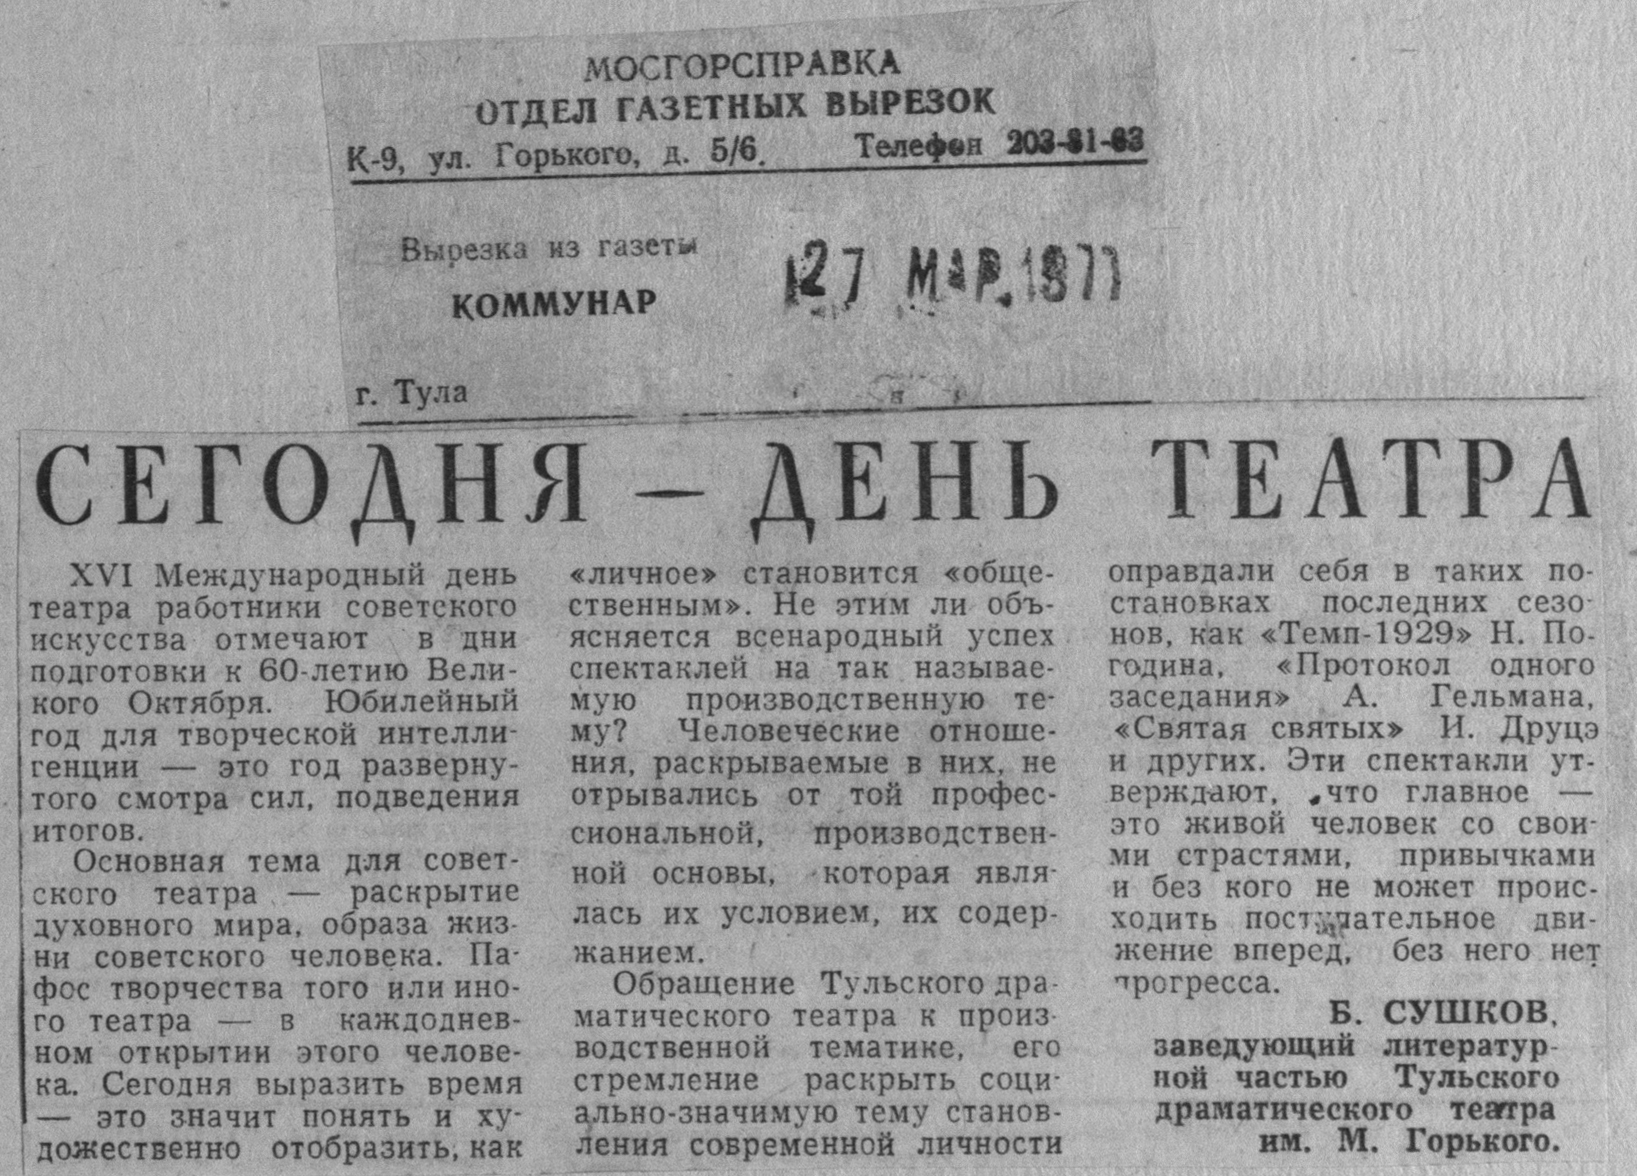 МОСГОРСПРАВКА
ОТДЕЛ ГАЗЕТНЫХ ВЫРЕЗОК
К-9, ул. Горького, д. 5/6. Телефон 203-81-63
Вырезка из газеты
КОММУНАР
27 МАР. 1977
г. Тула
СЕГОДНЯ — ДЕНЬ ТЕАТРА
XVI Международный день
театра работники советского
искусства отмечают в дни
подготовки к 60-летию Вели-
кого Октября. Юбилейный
год для творческой интелли-
генции — это год разверну-
того смотра сил, подведения
итогов.
Основная тема для совет-
ского театра — раскрытие
духовного мира, образа жиз-
ни советского человека. Па-
фос творчества того или ино-
го театра — в каждоднев-
ном открытии этого челове-
ка. Сегодня выразить время
— это значит понять и ху-
дожественно отобразить, как
«личное» становится «обще-
ственным». Не этим ли объ-
ясняется всенародный успех
спектаклей на так называе-
мую производственную те-
му? Человеческие отноше-
ния, раскрываемые в них, не
отрывались от той профес-
сиональной, производствен-
ной основы, которая явля-
лась их условием, их содер-
жанием.
Обращение Тульского дра-
матического театра к произ-
водственной тематике, его
стремление раскрыть соци-
ально-значимую тему станов-
ления современной личности
оправдали себя в таких по-
становках последних сезо-
нов, как «Темп-1929» Н. По-
година, «Протокол одного
заседания» А. Гельмана,
«Святая святых» И. Друцэ
и других. Эти спектакли ут-
верждают, что главное —
это живой человек со свои-
ми страстями, привычками
и без кого не может проис-
ходить поступательное дви-
жение вперед, без него нет
прогресса.
Б. СУШКОВ,
заведующий литератур-
ной частью Тульского
драматического театра
им. М. Горького.